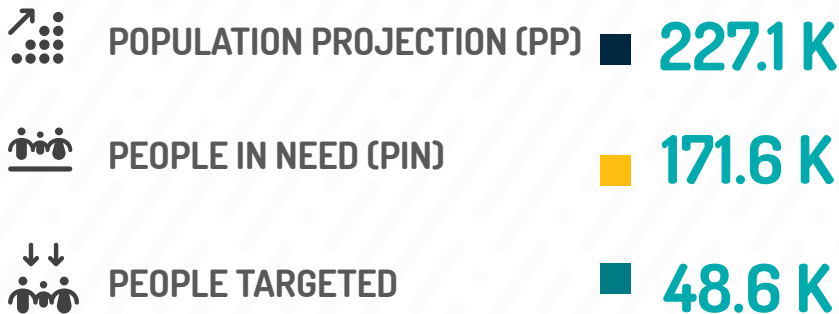 POPULATION PROJECTION (PP) 227.1 K
PEOPLE IN NEED (PIN) 171.6 K
PEOPLE TARGETED 48.6 K